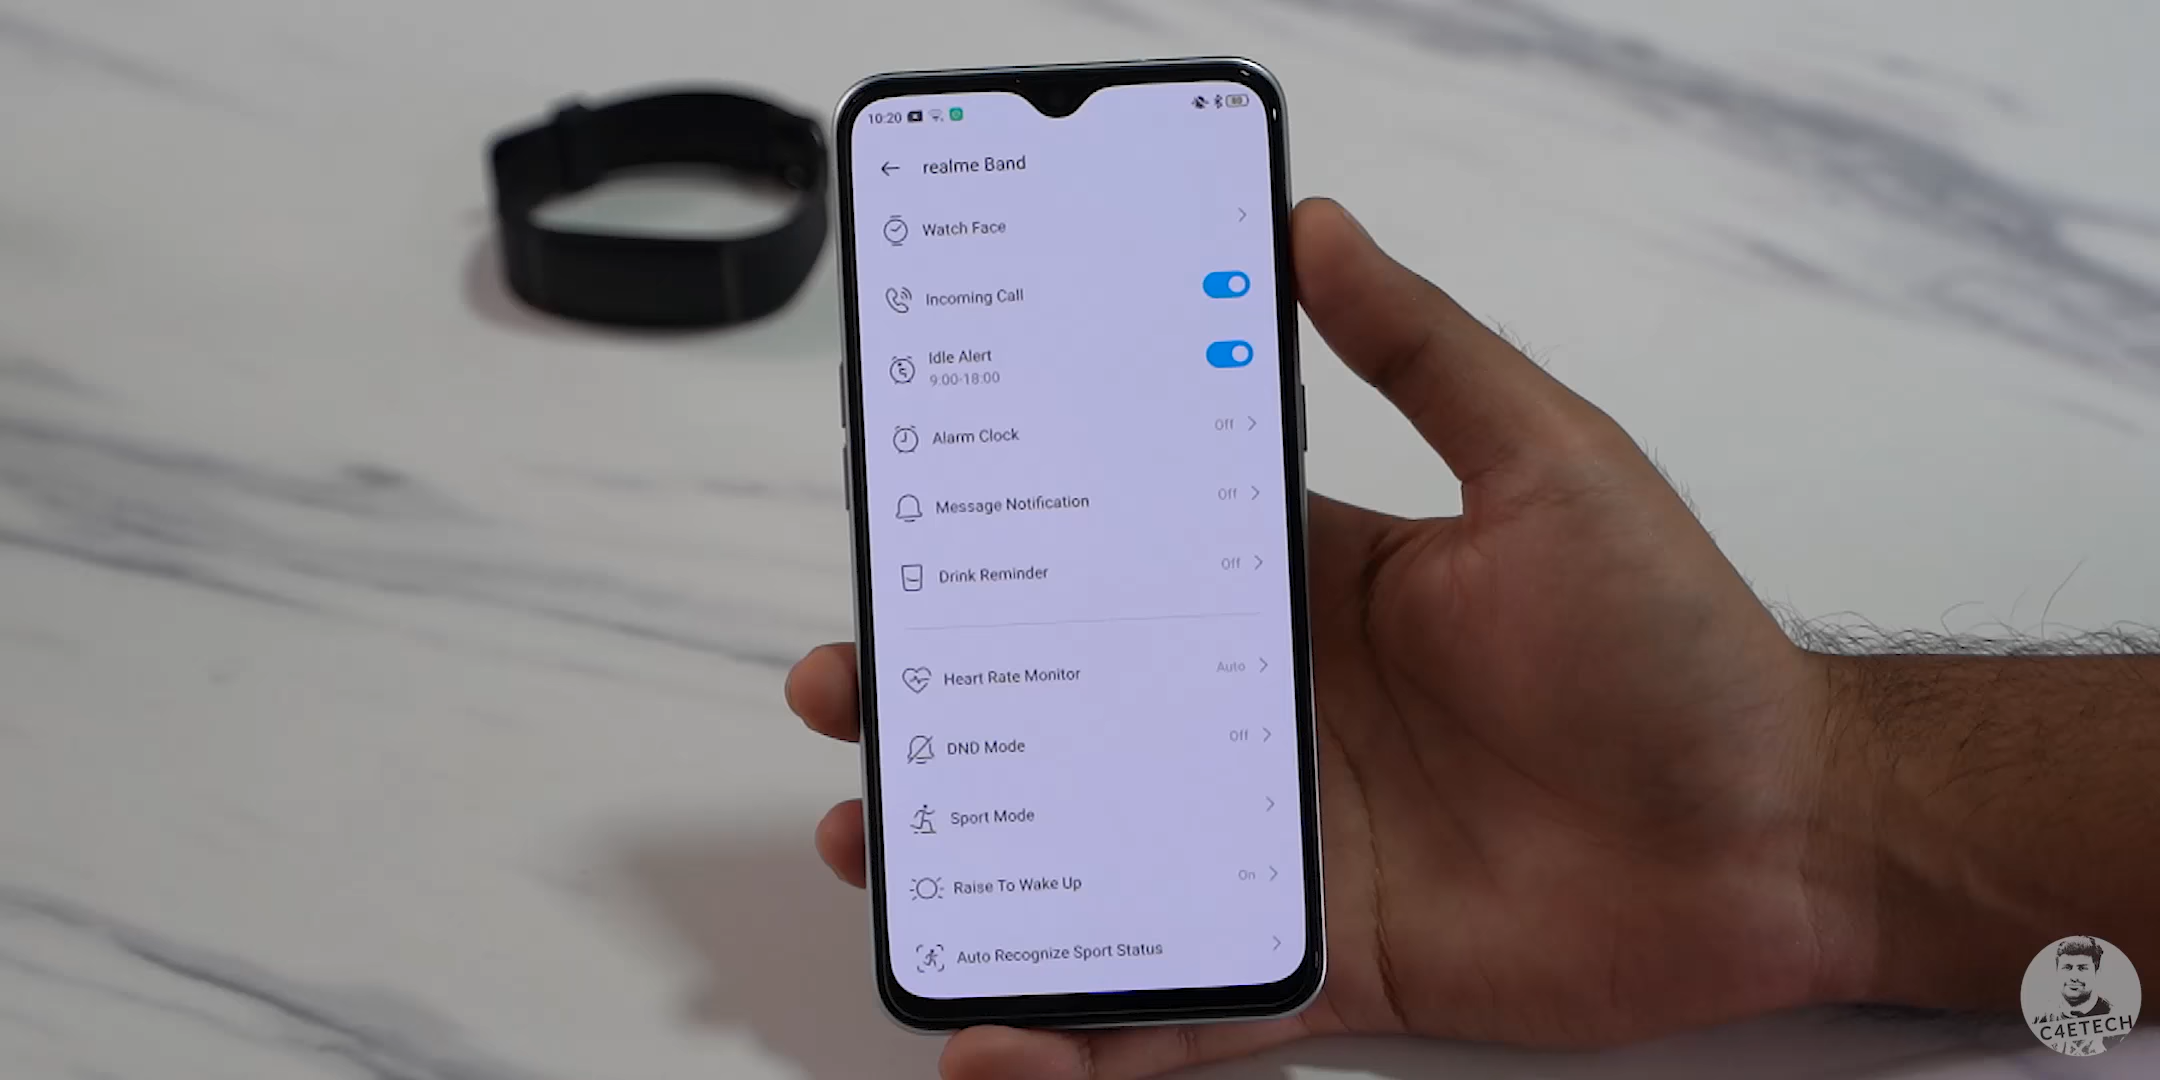 10:20
80
realme Band
Watch Face
Incoming Call
Idle Alert
9:00-18:00
Alarm Clock Off
Message Notification Off
Drink Reminder Off
Heart Rate Monitor Auto
DND Mode Off
Sport Mode
Raise To Wake Up On
Auto Recognize Sport Status
C4ETECH